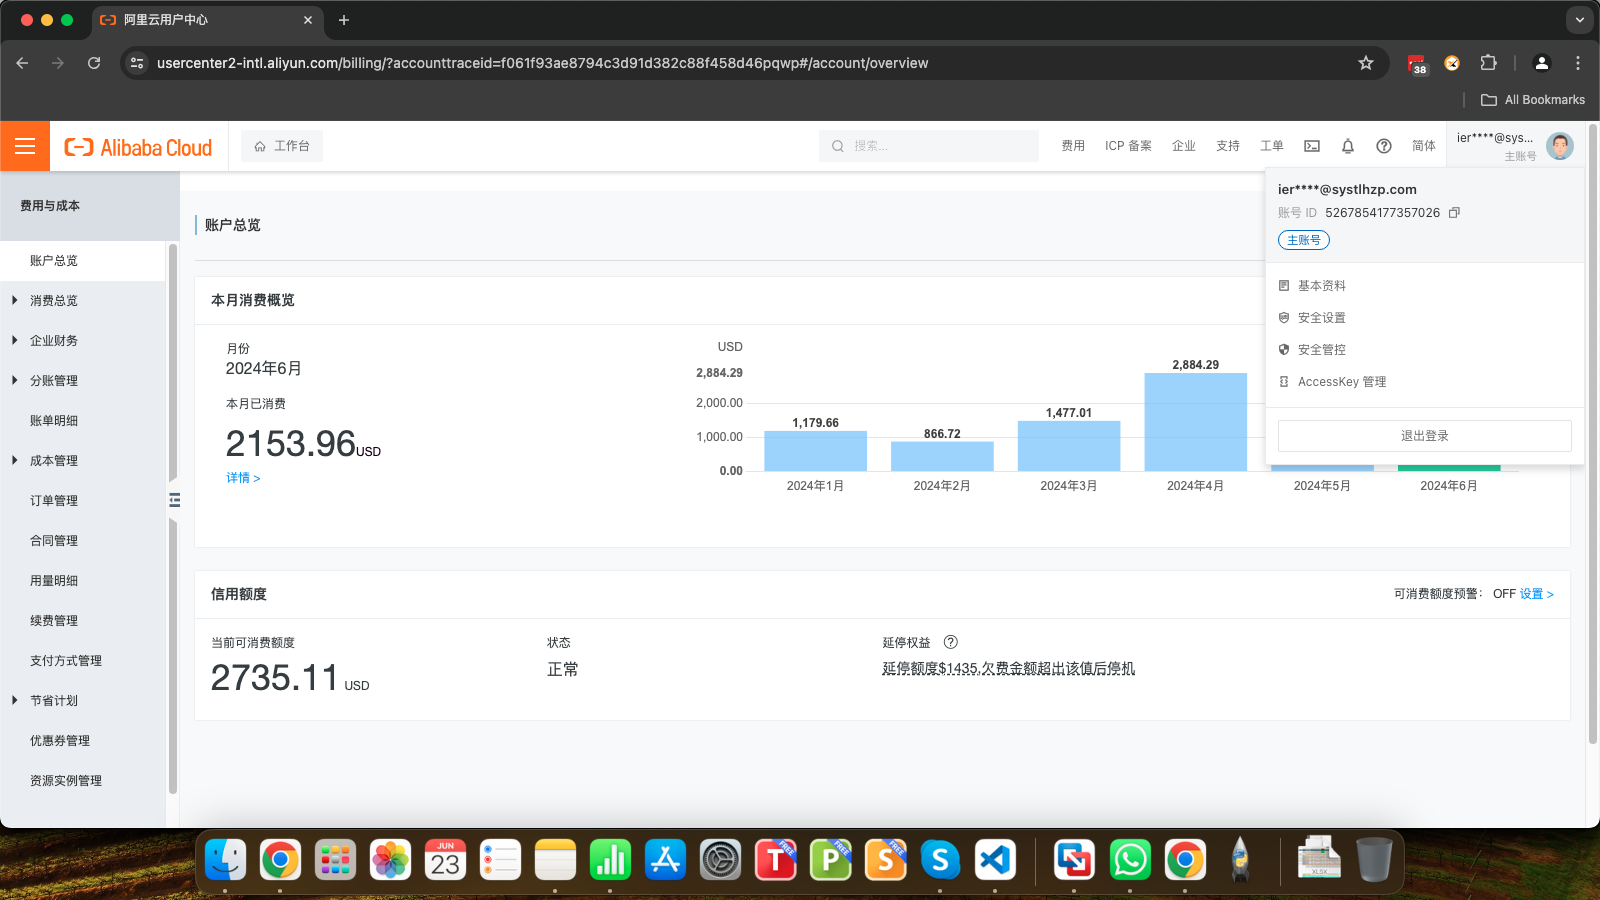 阿里云用户中心
usercenter2-intl.aliyun.com/billing/?accounttraceid=f061f93ae8794c3d91d382c88f458d46pqwp#/account/overview
38
All Bookmarks
Alibaba Cloud
工作台
搜索...
费用
ICP 备案
企业
支持
工单
简体
ier****@sys...
主账号
ier****@systlhzp.com
账号 ID 5267854177357026
主账号
基本资料
安全设置
安全管控
AccessKey 管理
退出登录
费用与成本
账户总览
消费总览
企业财务
分账管理
账单明细
成本管理
订单管理
合同管理
用量明细
续费管理
支付方式管理
节省计划
优惠券管理
资源实例管理
账户总览
本月消费概览
月份
2024年6月
本月已消费
2153.96USD
详情 >
USD
2,884.29
2,000.00
1,000.00
0.00
1,179.66
866.72
1,477.01
2,884.29
2024年1月
2024年2月
2024年3月
2024年4月
2024年5月
2024年6月
信用额度
可消费额度预警： OFF 设置 >
当前可消费额度
2735.11 USD
状态
正常
延停权益
延停额度$1435,欠费金额超出该值后停机
JUN
23
T FREE
P FREE
S FREE
XLSX